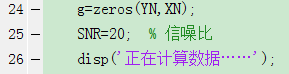 24 — g=zeros(YN,XN);
25 — SNR=20;  % 信噪比
26 — disp('正在计算数据……');